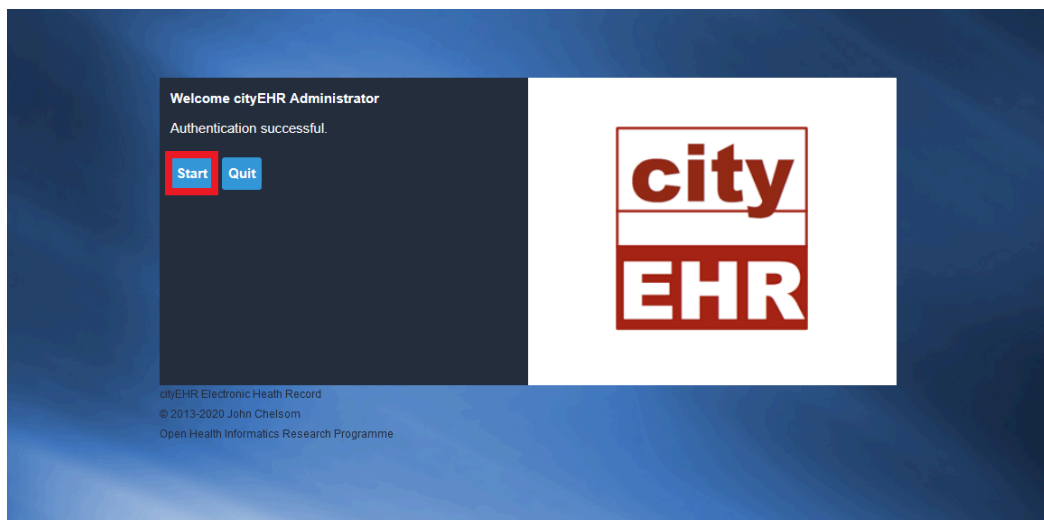 Welcome cityEHR Administrator
Authentication successful.
Start Quit
city
EHR
cityEHR Electronic Heath Record
© 2013-2020 John Chelsom
Open Health Informatics Research Programme